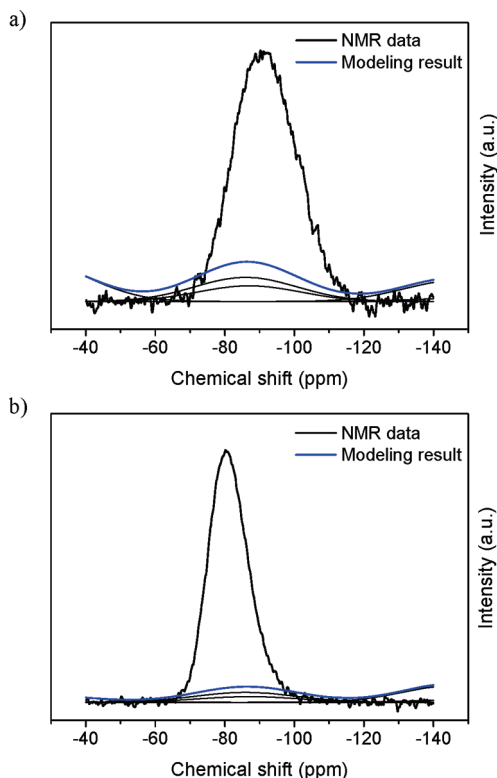 a)
NMR data
Modeling result
Intensity (a.u.)
-40 -60 -80 -100 -120 -140
Chemical shift (ppm)
b)
NMR data
Modeling result
Intensity (a.u.)
-40 -60 -80 -100 -120 -140
Chemical shift (ppm)